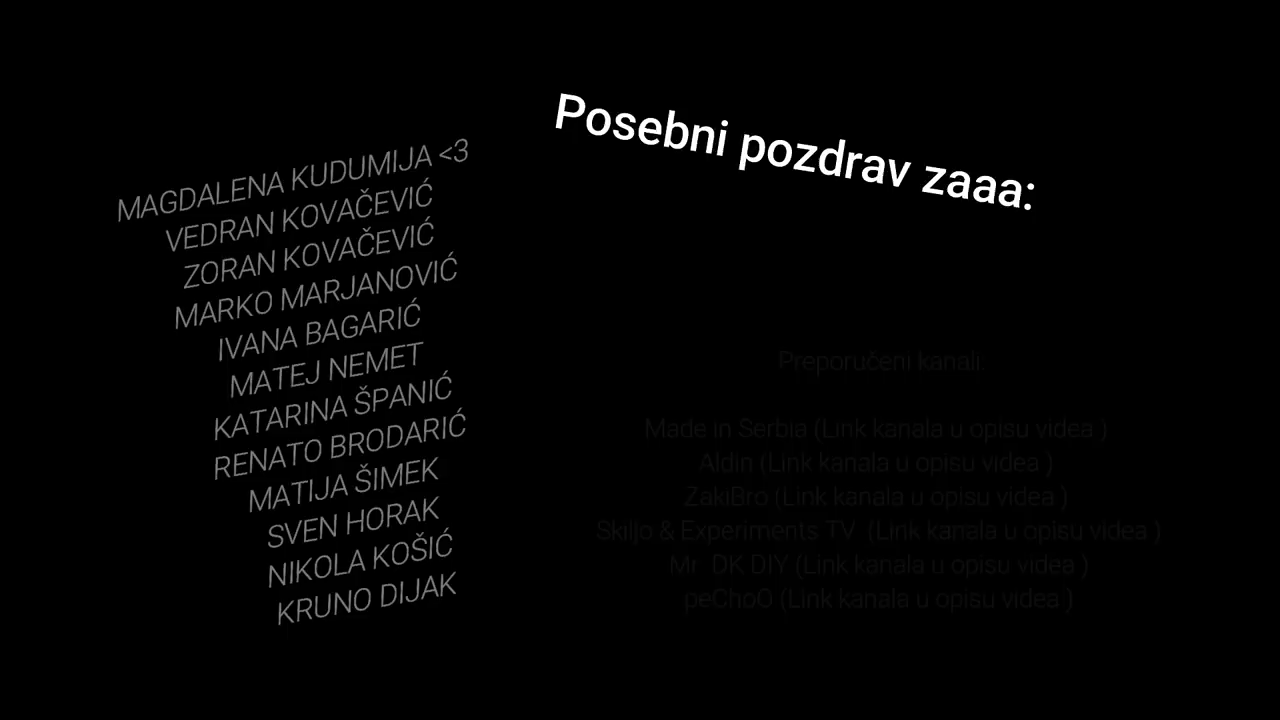 Posebni pozdrav zaaa:
MAGDALENA KUDUMIJA <3
VEDRAN KOVAČEVIĆ
ZORAN KOVAČEVIĆ
MARKO MARJANOVIĆ
IVANA BAGARIĆ
MATEJ NEMET
KATARINA ŠPANIĆ
RENATO BRODARIĆ
MATIJA ŠIMEK
SVEN HORAK
NIKOLA KOŠIĆ
KRUNO DIJAK
Preporučeni kanali:
Made in Serbia (Link kanala u opisu videa )
Aldin (Link kanala u opisu videa )
ZakiBro (Link kanala u opisu videa )
Skiljo & Experiments TV (Link kanala u opisu videa )
Mr. DK DIY (Link kanala u opisu videa )
peChoO (Link kanala u opisu videa )